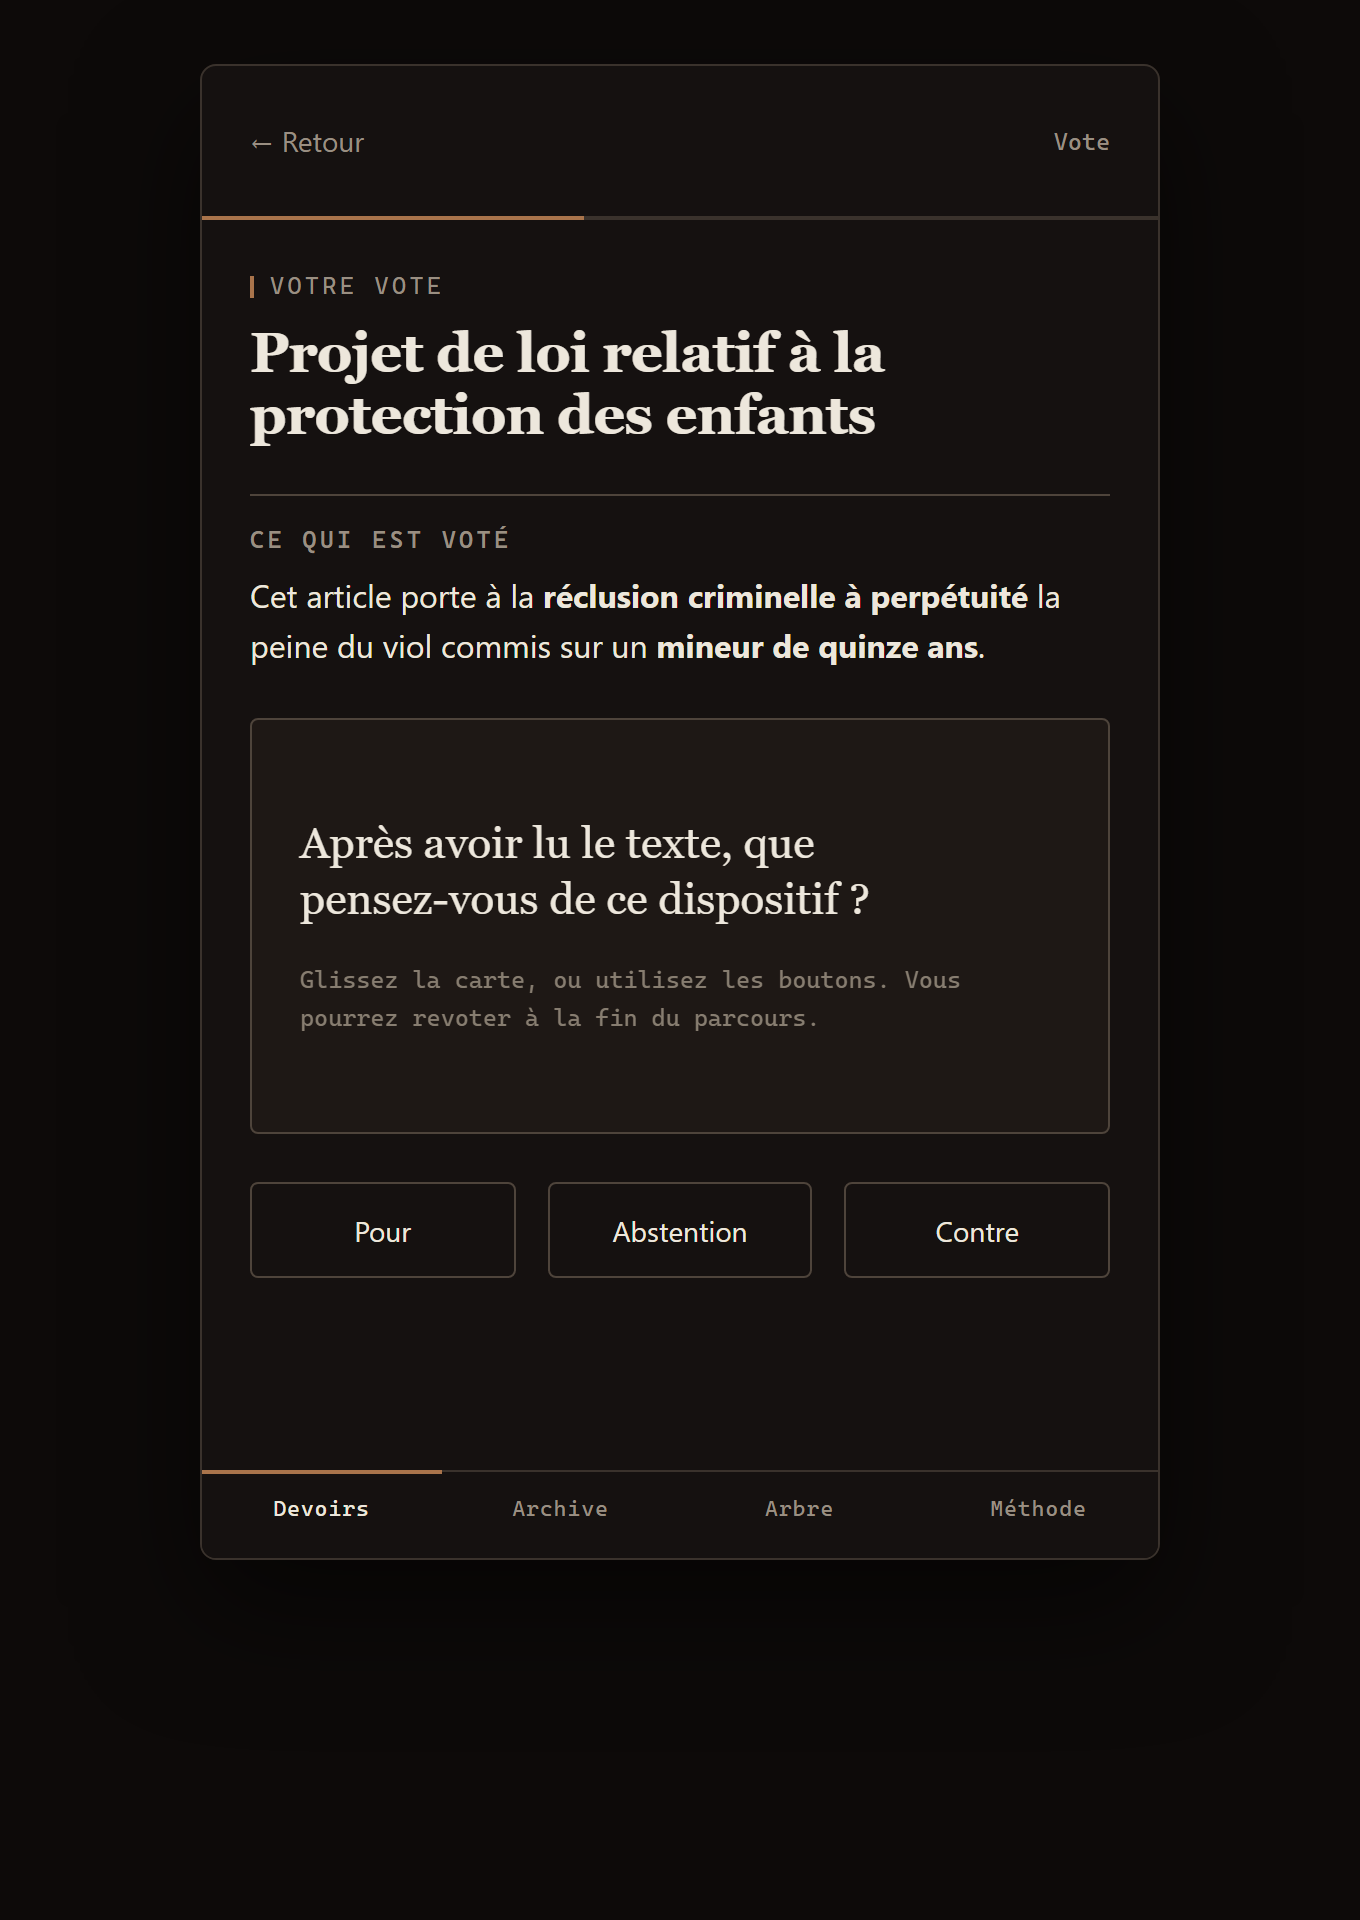 ← Retour
Vote
VOTRE VOTE
Projet de loi relatif à la
protection des enfants
CE QUI EST VOTÉ
Cet article porte à la réclusion criminelle à perpétuité la
peine du viol commis sur un mineur de quinze ans.
Après avoir lu le texte, que
pensez-vous de ce dispositif ?
Glissez la carte, ou utilisez les boutons. Vous
pourrez revoter à la fin du parcours.
Pour
Abstention
Contre
Devoirs
Archive
Arbre
Méthode